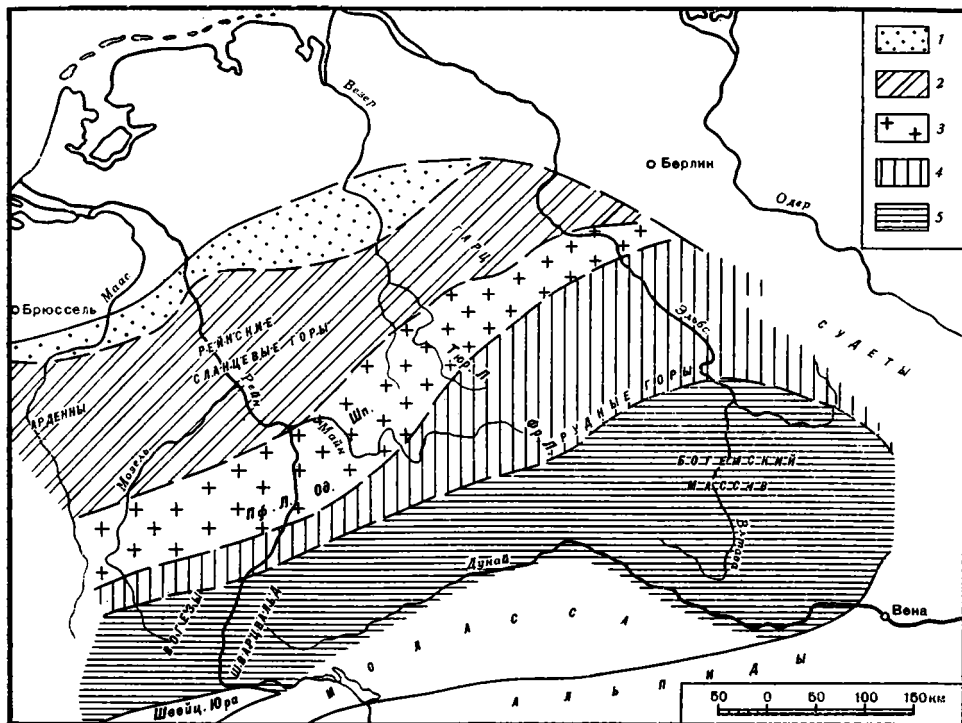 1
2
3
4
5
Везер
Берлин
Одер
ГАРЦ
Маас
Брюссель
Эльба
СУДЕТЫ
РЕЙНСКИЕ
СЛАНЦЕВЫЕ ГОРЫ
Тюр. Л.
Рейн
АРДЕННЫ
Шп.
Майн
Фр. Л.
РУДНЫЕ ГОРЫ
Мозель
БОГЕМСКИЙ
МАССИВ
Од.
Пф. Л.
Влтава
Дунай
ВОГЕЗЫ
ШВАРЦВАЛЬД
Вена
МОЛАССА
АЛЬПИДЫ
Швейц. Юра
50 0 50 100 150 км